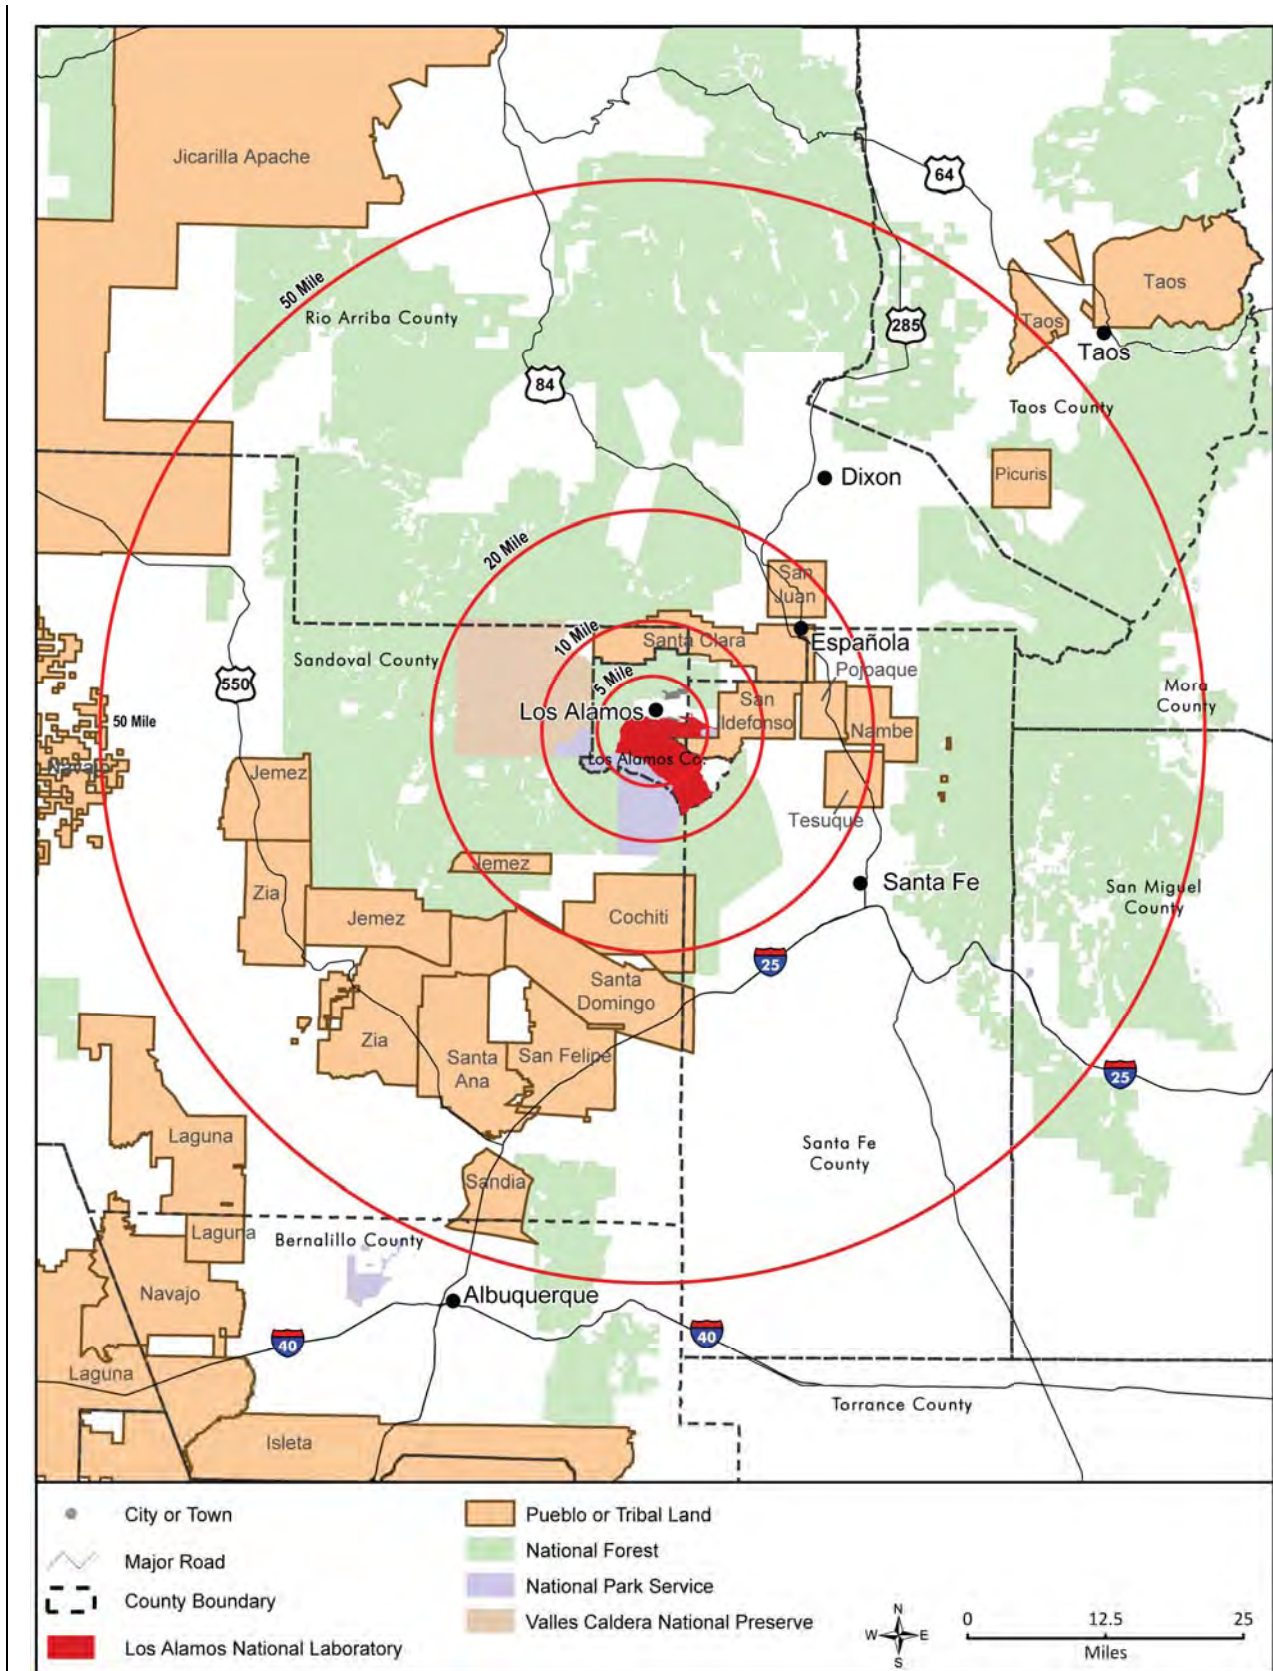 Jicarilla Apache
64
Taos
50 Mile
Rio Arriba County
285
Taos
Taos
84
Taos County
Picuris
Dixon
20 Mile
San
Juan
10 Mile
Santa Clara
Española
Sandoval County
Pojoaque
5 Mile
550
Mora
County
50 Mile
Los Alamos
San
Ildefonso
Nambe
Los Alamos Co.
Navajo
Jemez
Tesuque
Jemez
Santa Fe
Zia
Jemez
Cochiti
San Miguel
County
25
Santa
Domingo
Zia
Santa
Ana
San Felipe
25
Laguna
Santa Fe
County
Sandia
Laguna
Bernalillo County
Navajo
Albuquerque
40
40
Laguna
Torrance County
Isleta
City or Town
Major Road
County Boundary
Los Alamos National Laboratory
Pueblo or Tribal Land
National Forest
National Park Service
Valles Caldera National Preserve
N
W E
S
0 12.5 25
Miles